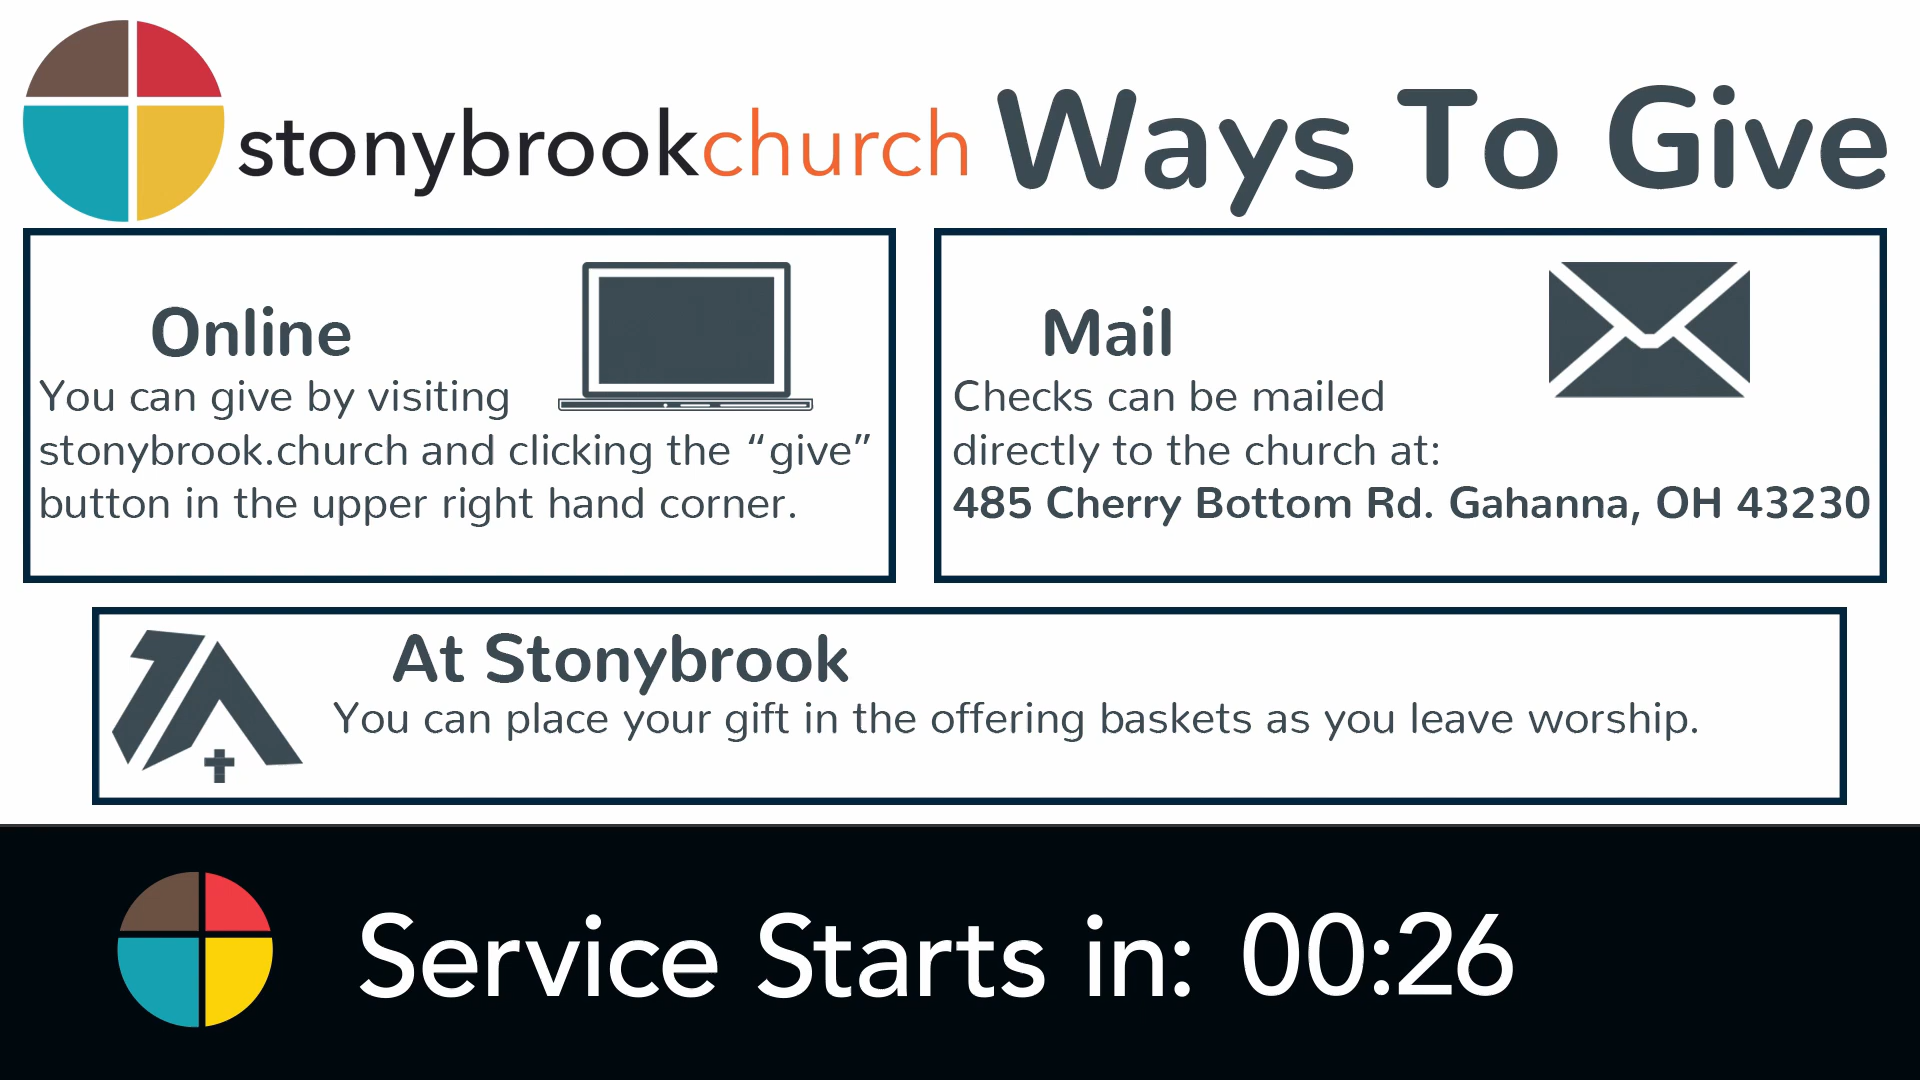 stonybrookchurch Ways To Give
Online
You can give by visiting
stonybrook.church and clicking the “give”
button in the upper right hand corner.
Mail
Checks can be mailed
directly to the church at:
485 Cherry Bottom Rd. Gahanna, OH 43230
At Stonybrook
You can place your gift in the offering baskets as you leave worship.
Service Starts in: 00:26